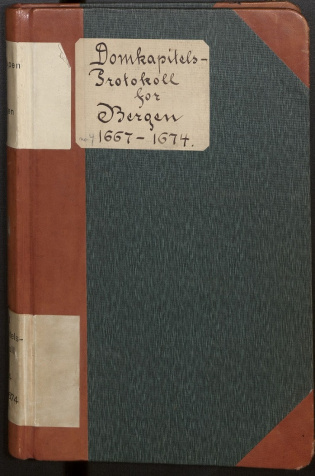 Domkapitels-
Protokoll
for
Bergen
1667-1674.